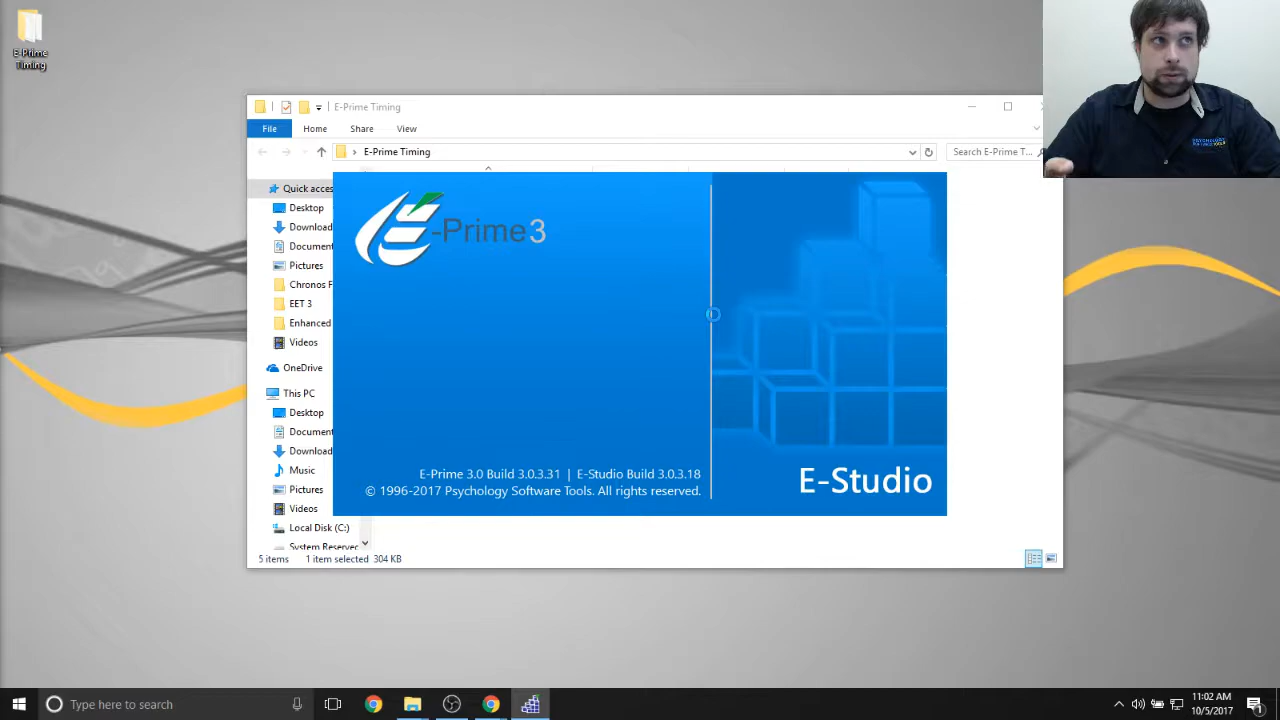 E-Prime
Timing
E-Prime Timing
File
Home
Share
View
E-Prime Timing
Search E-Prime T...
Quick acces
Desktop
Download
Document
Pictures
Chronos F
EET 3
Enhanced
Videos
OneDrive
This PC
Desktop
Document
Download
Music
Pictures
Videos
Local Disk (C:)
System Reserved
5 items
1 item selected
304 KB
E-Prime3
E-Prime 3.0 Build 3.0.3.31 | E-Studio Build 3.0.3.18
© 1996-2017 Psychology Software Tools. All rights reserved.
E-Studio
Type here to search
11:02 AM
10/5/2017
1